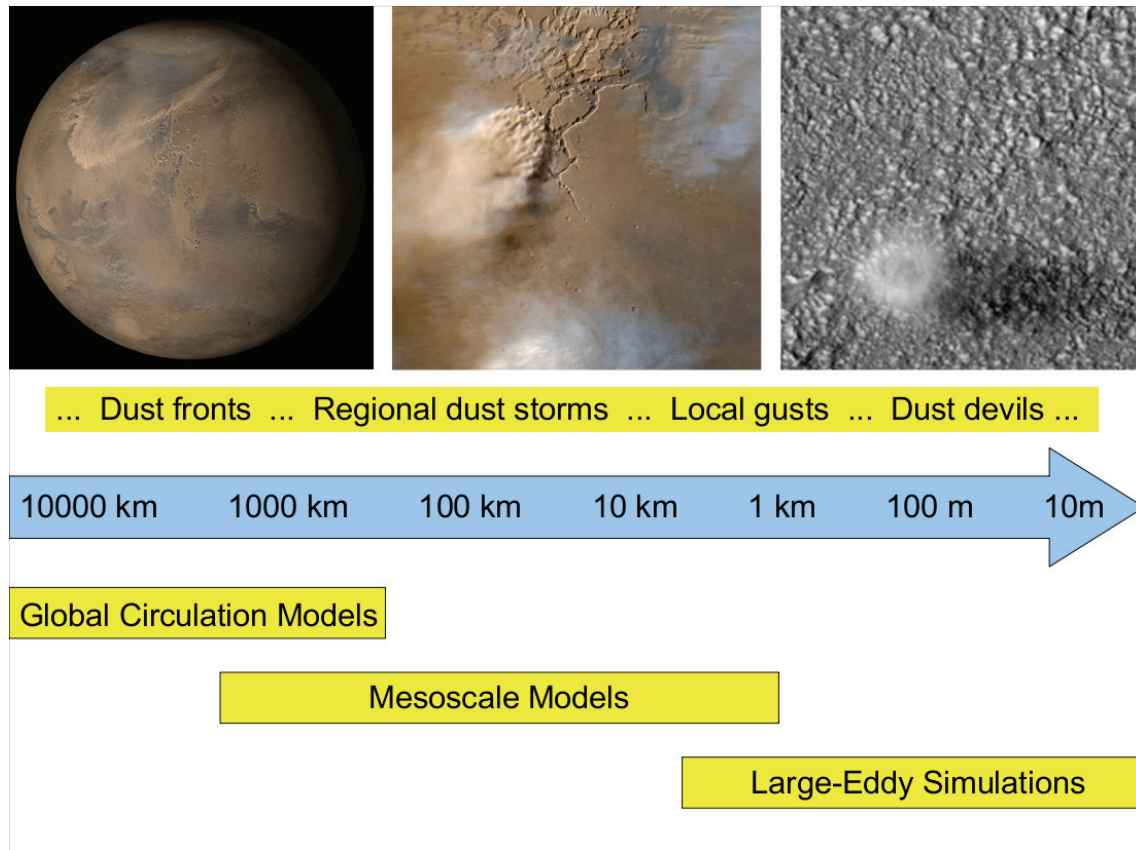 ... Dust fronts ... Regional dust storms ... Local gusts ... Dust devils ...
10000 km 1000 km 100 km 10 km 1 km 100 m 10m
Global Circulation Models
Mesoscale Models
Large-Eddy Simulations